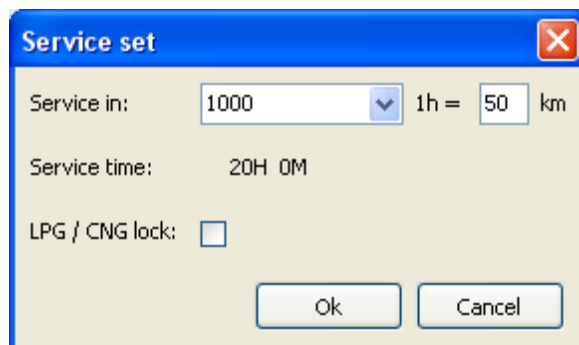 Service set
Service in: 1000 1h = 50 km
Service time: 20H 0M
LPG / CNG lock:
Ok Cancel